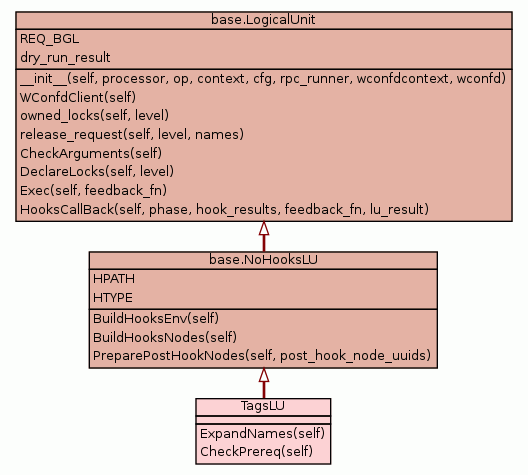 base.LogicalUnit
REQ_BGL
dry_run_result
__init__(self, processor, op, context, cfg, rpc_runner, wconfdcontext, wconfd)
WConfdClient(self)
owned_locks(self, level)
release_request(self, level, names)
CheckArguments(self)
DeclareLocks(self, level)
Exec(self, feedback_fn)
HooksCallBack(self, phase, hook_results, feedback_fn, lu_result)
base.NoHooksLU
HPATH
HTYPE
BuildHooksEnv(self)
BuildHooksNodes(self)
PreparePostHookNodes(self, post_hook_node_uuids)
TagsLU
ExpandNames(self)
CheckPrereq(self)